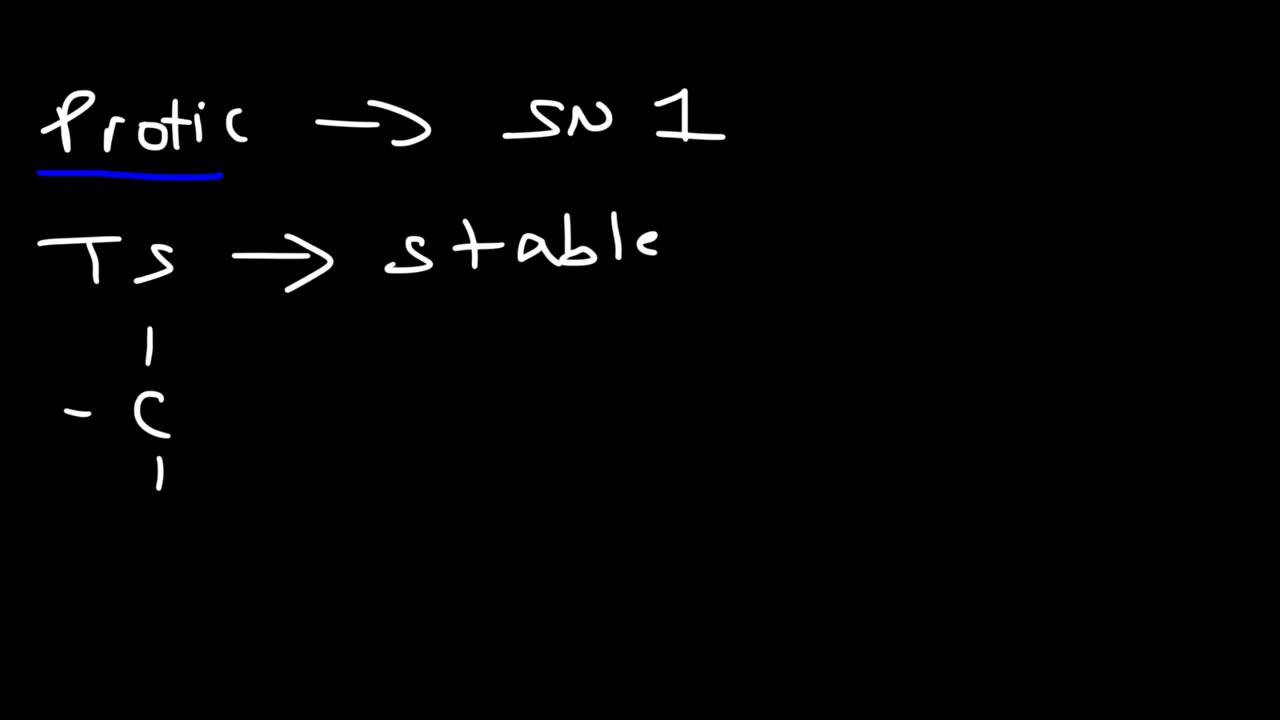 Protic → SN 1
Ts → stable
- C